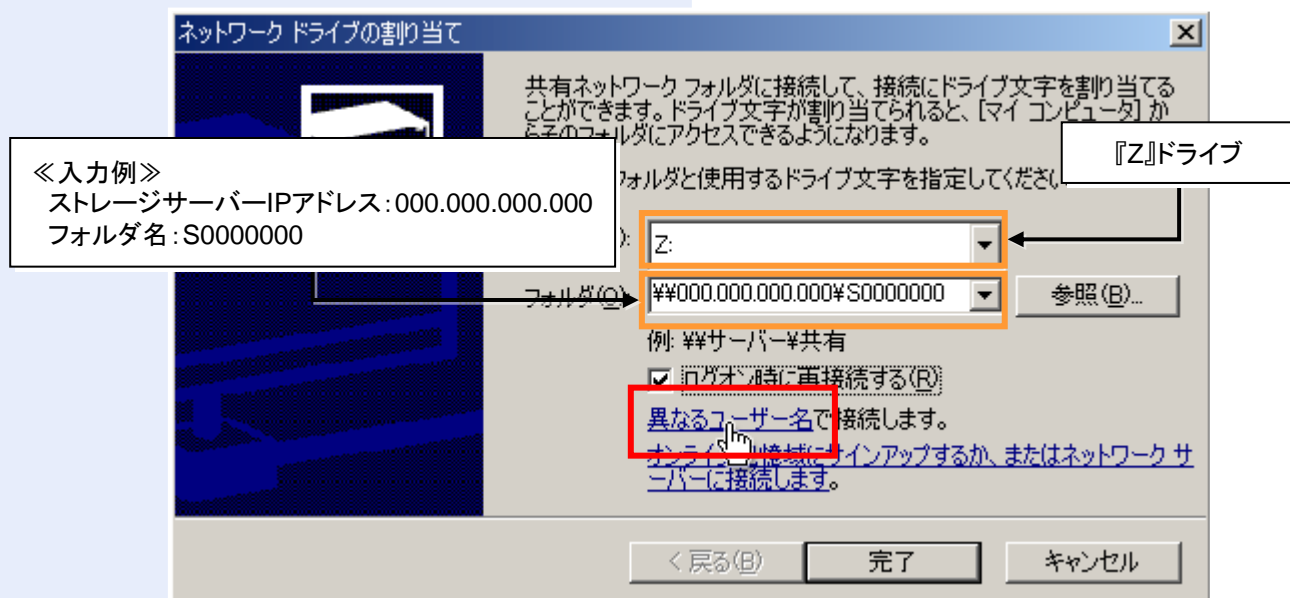 ネットワーク ドライブの割り当て
共有ネットワーク フォルダに接続して、接続にドライブ文字を割り当てる
ことができます。ドライブ文字が割り当てられると、[マイ コンピュータ] か
らそのフォルダにアクセスできるようになります。
『Z』ドライブ
≪入力例≫
ストレージサーバーIPアドレス：000.000.000.000
フォルダ名：S0000000
フォルダと使用するドライブ文字を指定してください
Z:
フォルダ(O):
¥¥000.000.000.000¥S0000000
参照(B)...
例: ¥¥サーバー¥共有
ログオン時に再接続する(R)
異なるユーザー名で接続します。
オンライン記憶域にサインアップするか、またはネットワーク サ
ーバーに接続します。
< 戻る(B)
完了
キャンセル